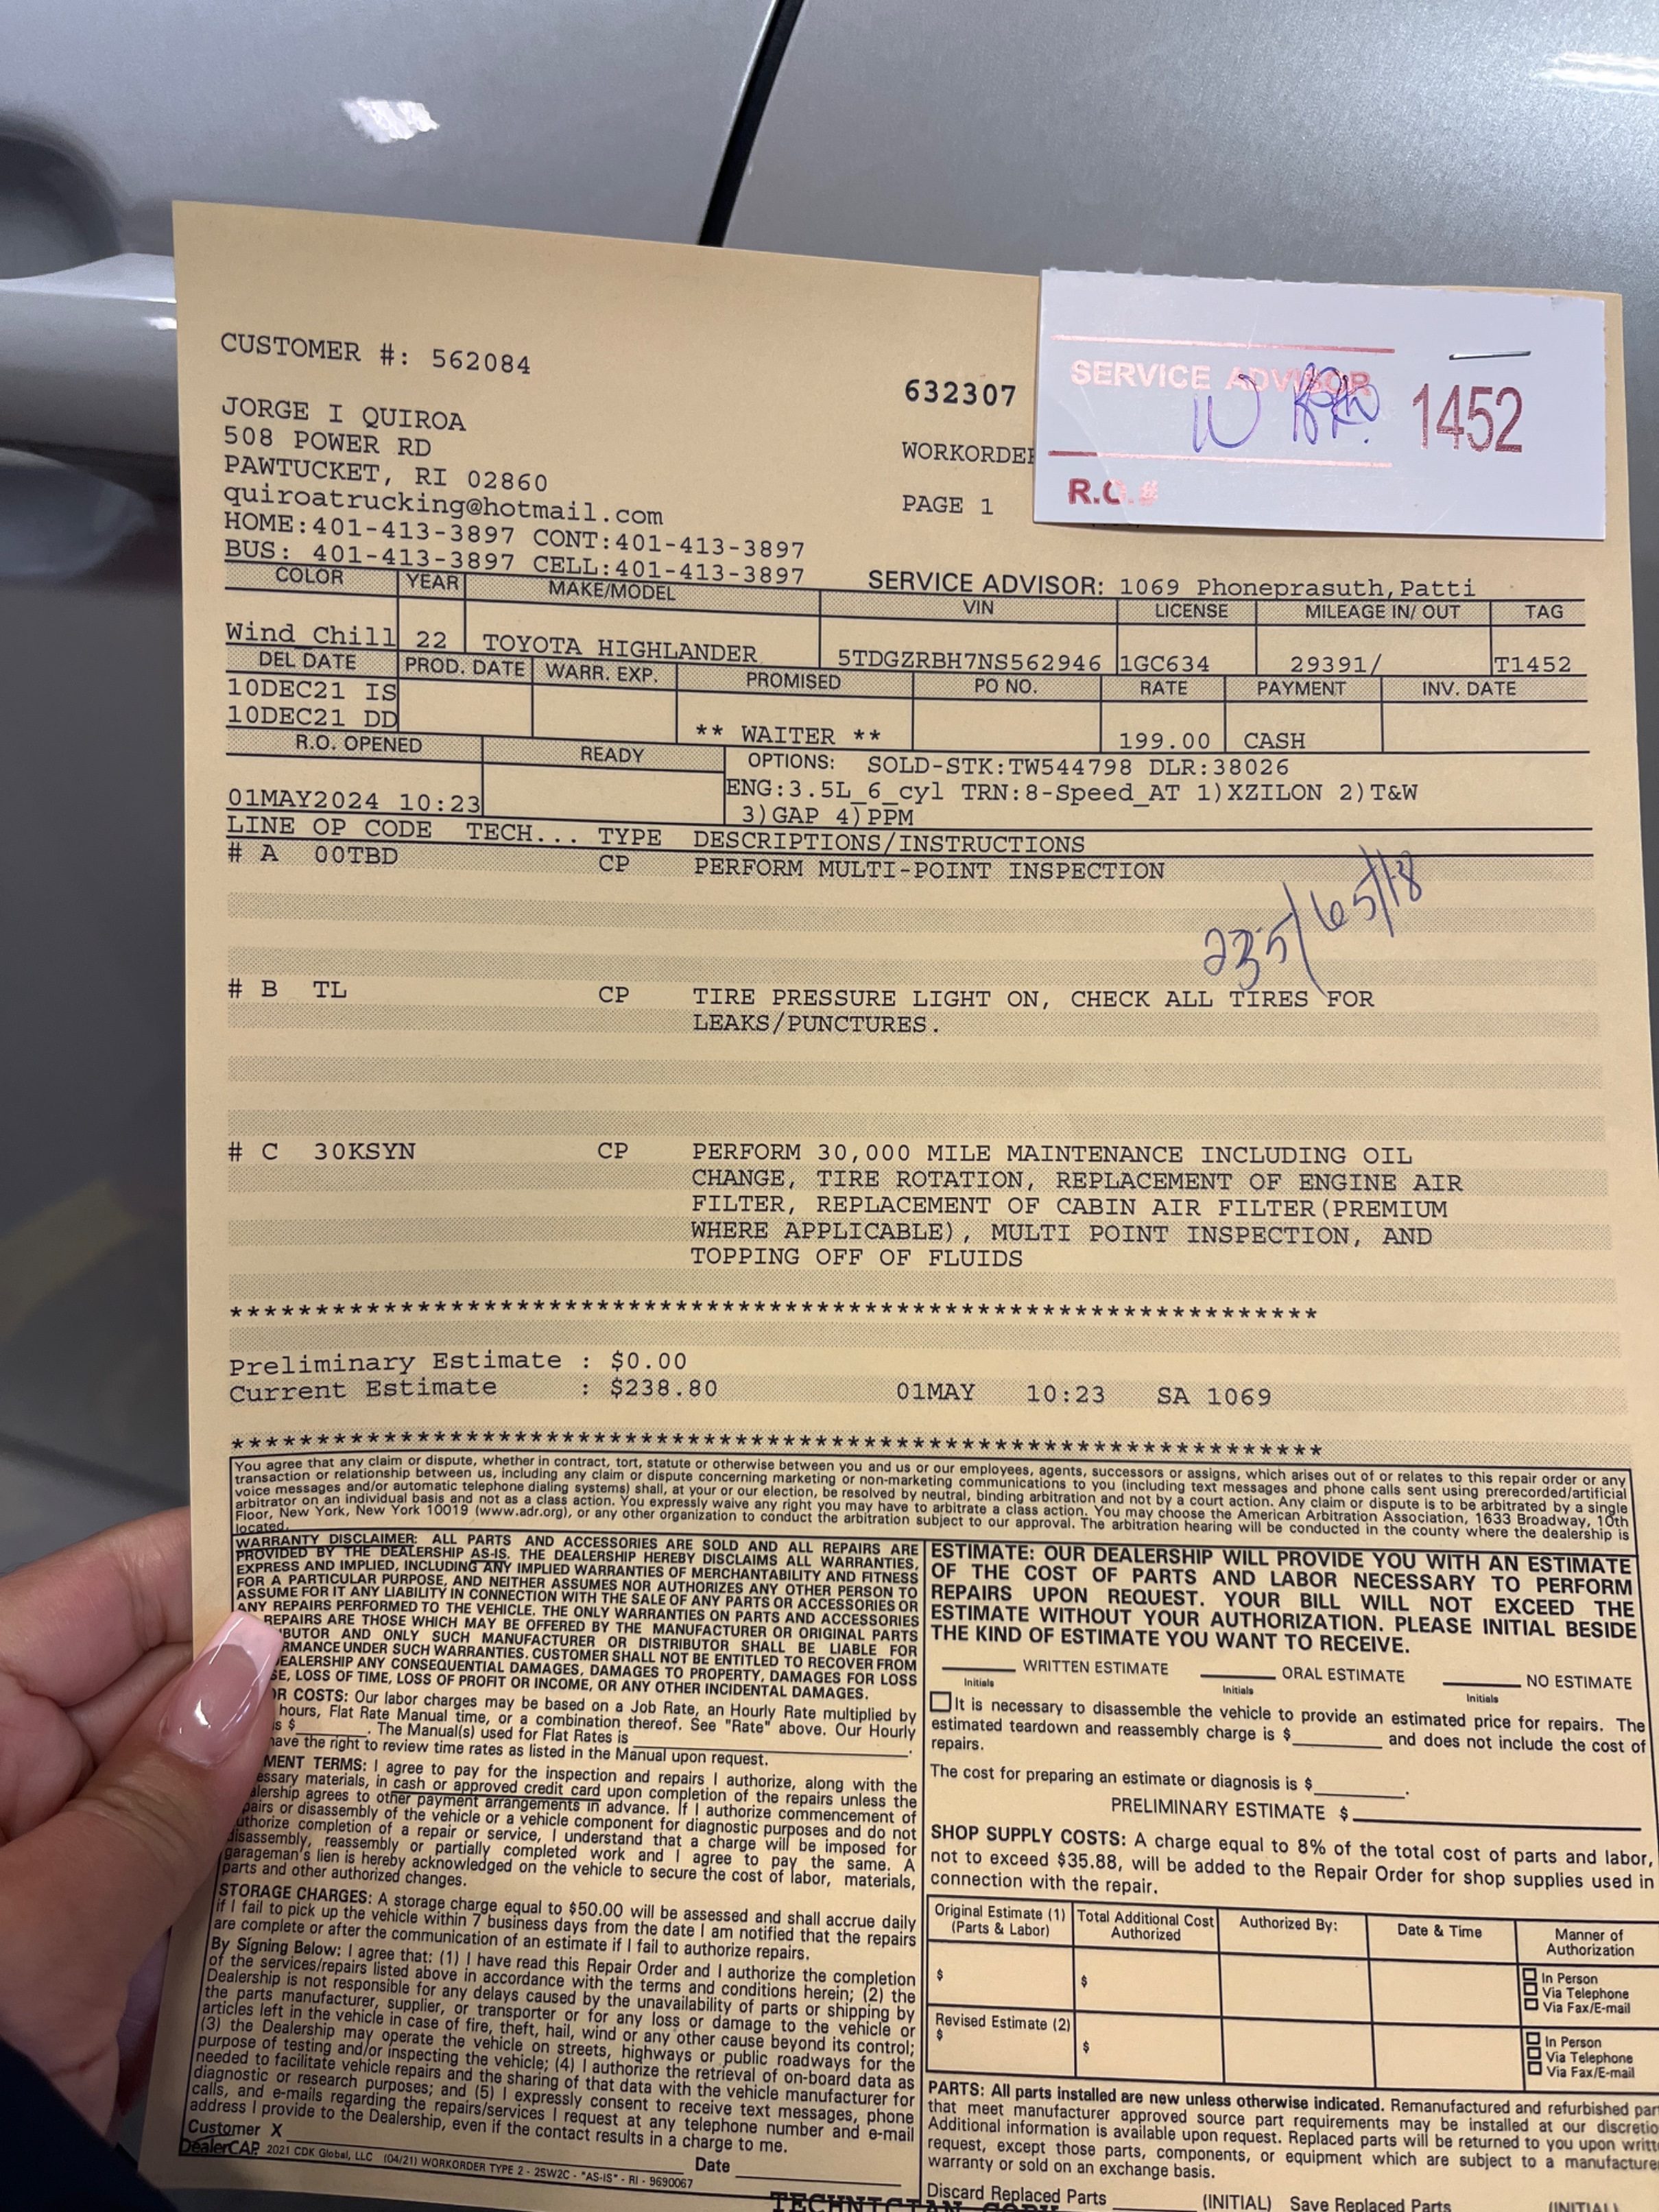 CUSTOMER #: 562084
632307
SERVICE ADVISOR
1452
R.O.#
JORGE I QUIROA
508 POWER RD
PAWTUCKET, RI 02860
quiroatrucking@hotmail.com
HOME:401-413-3897 CONT:401-413-3897
BUS: 401-413-3897 CELL:401-413-3897
WORKORDE
PAGE 1
SERVICE ADVISOR: 1069 Phoneprasuth,Patti
COLOR YEAR MAKE/MODEL VIN LICENSE MILEAGE IN/ OUT TAG
Wind Chill 22 TOYOTA HIGHLANDER 5TDGZRBH7NS562946 1GC634 29391/ T1452
DEL DATE PROD. DATE WARR. EXP. PROMISED PO NO. RATE PAYMENT INV. DATE
10DEC21 IS
10DEC21 DD ** WAITER ** 199.00 CASH
R.O. OPENED READY OPTIONS: SOLD-STK:TW544798 DLR:38026
ENG:3.5L_6_cyl TRN:8-Speed_AT 1)XZILON 2)T&W
01MAY2024 10:23 3)GAP 4)PPM
LINE OP CODE TECH... TYPE DESCRIPTIONS/INSTRUCTIONS
# A 00TBD CP PERFORM MULTI-POINT INSPECTION
235/65/18
# B TL CP TIRE PRESSURE LIGHT ON, CHECK ALL TIRES FOR
LEAKS/PUNCTURES.
# C 30KSYN CP PERFORM 30,000 MILE MAINTENANCE INCLUDING OIL
CHANGE, TIRE ROTATION, REPLACEMENT OF ENGINE AIR
FILTER, REPLACEMENT OF CABIN AIR FILTER(PREMIUM
WHERE APPLICABLE), MULTI POINT INSPECTION, AND
TOPPING OFF OF FLUIDS
Preliminary Estimate : $0.00
Current Estimate : $238.80 01MAY 10:23 SA 1069
You agree that any claim or dispute, whether in contract, tort, statute or otherwise between you and us or our employees, agents, successors or assigns, which arises out of or relates to this repair order or any
transaction or relationship between us, including any claim or dispute concerning marketing or non-marketing communications to you (including text messages and phone calls sent using prerecorded/artificial
voice messages and/or automatic telephone dialing systems) shall, at your or our election, be resolved by neutral, binding arbitration and not by a court action. Any claim or dispute is to be arbitrated by a single
arbitrator on an individual basis and not as a class action. You expressly waive any right you may have to arbitrate a class action. You may choose the American Arbitration Association, 1633 Broadway, 10th
Floor, New York, New York 10019 (www.adr.org), or any other organization to conduct the arbitration subject to our approval. The arbitration hearing will be conducted in the county where the dealership is
located.
WARRANTY DISCLAIMER: ALL PARTS AND ACCESSORIES ARE SOLD AND ALL REPAIRS ARE
PROVIDED BY THE DEALERSHIP AS-IS. THE DEALERSHIP HEREBY DISCLAIMS ALL WARRANTIES,
EXPRESS AND IMPLIED, INCLUDING ANY IMPLIED WARRANTIES OF MERCHANTABILITY AND FITNESS
FOR A PARTICULAR PURPOSE, AND NEITHER ASSUMES NOR AUTHORIZES ANY OTHER PERSON TO
ASSUME FOR IT ANY LIABILITY IN CONNECTION WITH THE SALE OF ANY PARTS OR ACCESSORIES OR
ANY REPAIRS PERFORMED TO THE VEHICLE. THE ONLY WARRANTIES ON PARTS AND ACCESSORIES
REPAIRS ARE THOSE WHICH MAY BE OFFERED BY THE MANUFACTURER OR ORIGINAL PARTS
IBUTOR AND ONLY SUCH MANUFACTURER OR DISTRIBUTOR SHALL BE LIABLE FOR
RMANCE UNDER SUCH WARRANTIES. CUSTOMER SHALL NOT BE ENTITLED TO RECOVER FROM
EALERSHIP ANY CONSEQUENTIAL DAMAGES, DAMAGES TO PROPERTY, DAMAGES FOR LOSS
SE, LOSS OF TIME, LOSS OF PROFIT OR INCOME, OR ANY OTHER INCIDENTAL DAMAGES.
R COSTS: Our labor charges may be based on a Job Rate, an Hourly Rate multiplied by
hours, Flat Rate Manual time, or a combination thereof. See "Rate" above. Our Hourly
s $________. The Manual(s) used for Flat Rates is ________.
have the right to review time rates as listed in the Manual upon request.
MENT TERMS: I agree to pay for the inspection and repairs I authorize, along with the
essary materials, in cash or approved credit card upon completion of the repairs unless the
alership agrees to other payment arrangements in advance. If I authorize commencement of
pairs or disassembly of the vehicle or a vehicle component for diagnostic purposes and do not
uthorize completion of a repair or service, I understand that a charge will be imposed for
disassembly, reassembly or partially completed work and I agree to pay the same. A
garageman's lien is hereby acknowledged on the vehicle to secure the cost of labor, materials,
parts and other authorized changes.
STORAGE CHARGES: A storage charge equal to $50.00 will be assessed and shall accrue daily
if I fail to pick up the vehicle within 7 business days from the date I am notified that the repairs
are complete or after the communication of an estimate if I fail to authorize repairs.
By Signing Below: I agree that: (1) I have read this Repair Order and I authorize the completion
of the services/repairs listed above in accordance with the terms and conditions herein; (2) the
Dealership is not responsible for any delays caused by the unavailability of parts or shipping by
the parts manufacturer, supplier, or transporter or for any loss or damage to the vehicle or
articles left in the vehicle in case of fire, theft, hail, wind or any other cause beyond its control;
(3) the Dealership may operate the vehicle on streets, highways or public roadways for the
purpose of testing and/or inspecting the vehicle; (4) I authorize the retrieval of on-board data as
needed to facilitate vehicle repairs and the sharing of that data with the vehicle manufacturer for
diagnostic or research purposes; and (5) I expressly consent to receive text messages, phone
calls, and e-mails regarding the repairs/services I request at any telephone number and e-mail
address I provide to the Dealership, even if the contact results in a charge to me.
Customer X
Date
DealerCAP. 2021 CDK Global, LLC (04/21) WORKORDER TYPE 2 - 2SW2C - "AS-IS" - RI - 9690067
ESTIMATE: OUR DEALERSHIP WILL PROVIDE YOU WITH AN ESTIMATE
OF THE COST OF PARTS AND LABOR NECESSARY TO PERFORM
REPAIRS UPON REQUEST. YOUR BILL WILL NOT EXCEED THE
ESTIMATE WITHOUT YOUR AUTHORIZATION. PLEASE INITIAL BESIDE
THE KIND OF ESTIMATE YOU WANT TO RECEIVE.
WRITTEN ESTIMATE ORAL ESTIMATE NO ESTIMATE
Initials Initials Initials
It is necessary to disassemble the vehicle to provide an estimated price for repairs. The
estimated teardown and reassembly charge is $________ and does not include the cost of
repairs.
The cost for preparing an estimate or diagnosis is $________.
PRELIMINARY ESTIMATE $
SHOP SUPPLY COSTS: A charge equal to 8% of the total cost of parts and labor,
not to exceed $35.88, will be added to the Repair Order for shop supplies used in
connection with the repair.
Original Estimate (1) (Parts & Labor) Total Additional Cost Authorized Authorized By: Date & Time Manner of Authorization
$ $
In Person
Via Telephone
Via Fax/E-mail
Revised Estimate (2)
$ $
In Person
Via Telephone
Via Fax/E-mail
PARTS: All parts installed are new unless otherwise indicated. Remanufactured and refurbished par
that meet manufacturer approved source part requirements may be installed at our discretio
Additional information is available upon request. Replaced parts will be returned to you upon writt
request, except those parts, components, or equipment which are subject to a manufacture
warranty or sold on an exchange basis.
Discard Replaced Parts ________ (INITIAL) Save Replaced Parts ________ (INITIAL)
TECHNICIAN COPY